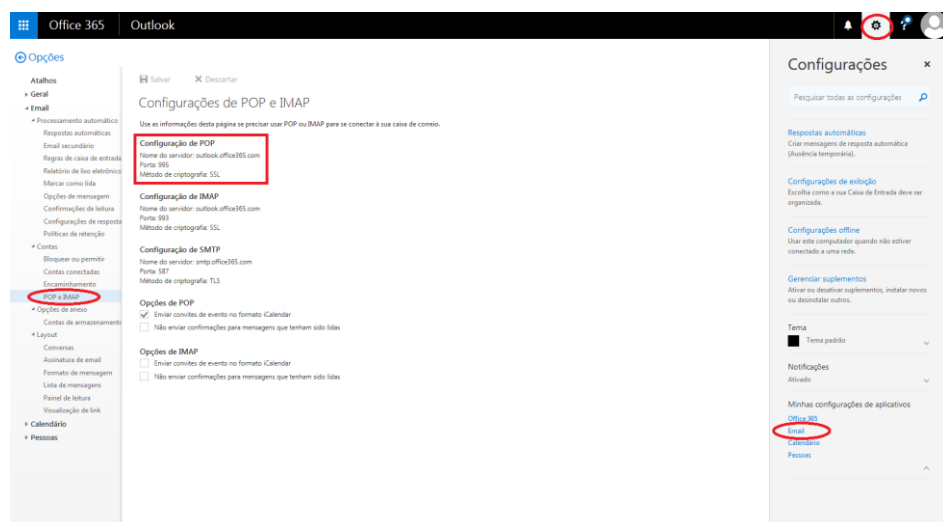 Office 365
Outlook
Opções
Atalhos
Geral
Email
Processamento automático
Respostas automáticas
Email secundário
Regras de caixa de entrada
Relatório de lixo eletrônico
Marcar como lida
Opções de mensagem
Confirmações de leitura
Configurações de resposta
Políticas de retenção
Contas
Bloquear ou permitir
Contas conectadas
Encaminhamento
POP e IMAP
Opções de anexo
Contas de armazenamento
Layout
Conversas
Assinatura de email
Formato de mensagem
Lista de mensagens
Painel de leitura
Visualização de link
Calendário
Pessoas
Salvar
Descartar
Configurações de POP e IMAP
Use as informações desta página se precisar usar POP ou IMAP para se conectar à sua caixa de correio.
Configuração de POP
Nome do servidor: outlook.office365.com
Porta: 995
Método de criptografia: SSL
Configuração de IMAP
Nome do servidor: outlook.office365.com
Porta: 993
Método de criptografia: SSL
Configuração de SMTP
Nome do servidor: smtp.office365.com
Porta: 587
Método de criptografia: TLS
Opções de POP
Enviar convites de evento no formato iCalendar
Não enviar confirmações para mensagens que tenham sido lidas
Opções de IMAP
Enviar convites de evento no formato iCalendar
Não enviar confirmações para mensagens que tenham sido lidas
Configurações
Pesquisar todas as configurações
Respostas automáticas
Criar mensagens de resposta automática
(Ausência temporária).
Configurações de exibição
Escolha como a sua Caixa de Entrada deve ser
organizada.
Configurações offline
Usar este computador quando não estiver
conectado a uma rede.
Gerenciar suplementos
Ativar ou desativar suplementos, instalar novos
ou desinstalar outros.
Tema
Tema padrão
Notificações
Ativado
Minhas configurações de aplicativos
Office 365
Email
Calendário
Pessoas